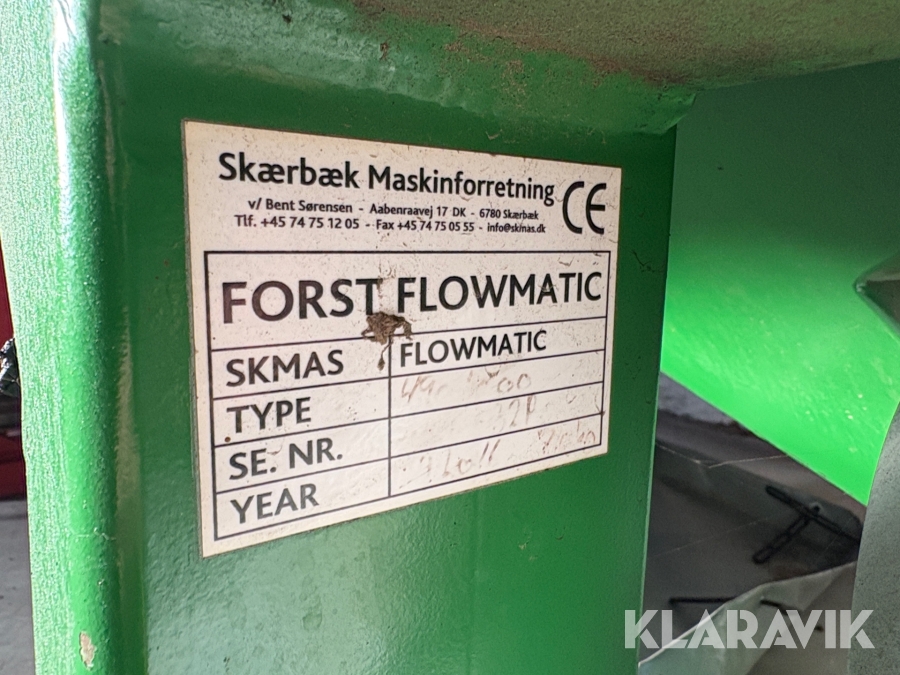 Skærbæk Maskinforretning CE
v/ Bent Sørensen - Aabenraavej 17 DK - 6780 Skærbæk
Tlf. +45 74 75 12 05 - Fax +45 74 75 05 55 - info@skmas.dk
FORST FLOWMATIC
SKMAS FLOWMATIC
TYPE
SE. NR.
YEAR
KLARAVIK